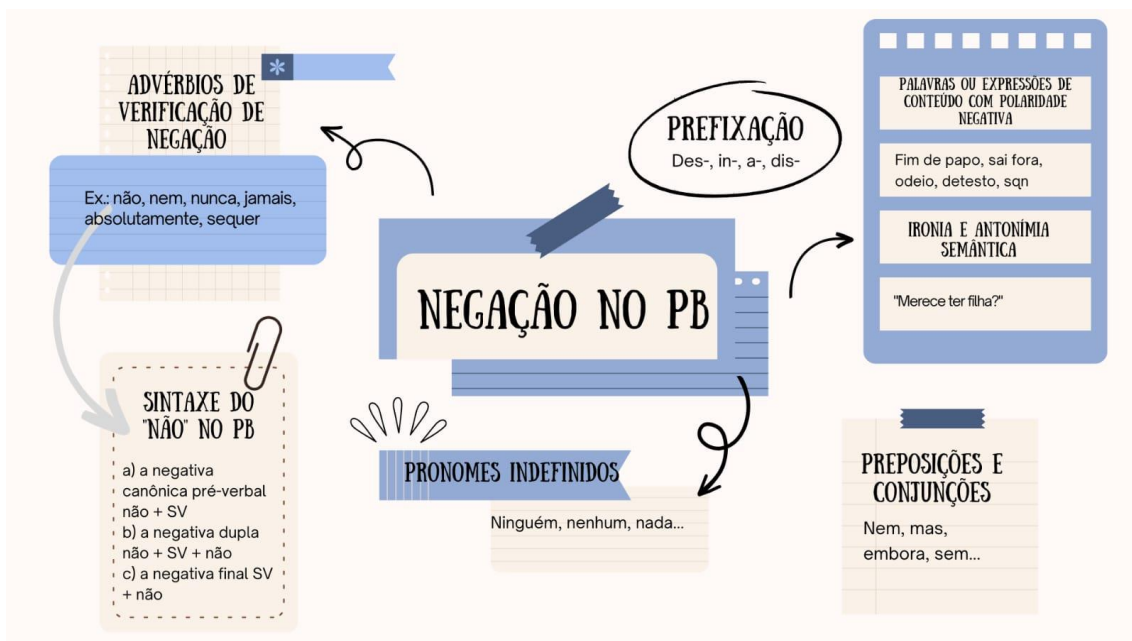 ADVÉRBIOS DE
VERIFICAÇÃO DE
NEGAÇÃO
Ex.: não, nem, nunca, jamais,
absolutamente, sequer
SINTAXE DO
"NÃO" NO PB
a) a negativa
canônica pré-verbal
não + SV
b) a negativa dupla
não + SV + não
c) a negativa final SV
+ não
NEGAÇÃO NO PB
PREFIXAÇÃO
Des-, in-, a-, dis-
PRONOMES INDEFINIDOS
Ninguém, nenhum, nada...
PALAVRAS OU EXPRESSÕES DE
CONTEÚDO COM POLARIDADE
NEGATIVA
Fim de papo, sai fora,
odeio, detesto, sqn
IRONIA E ANTONÍMIA
SEMÂNTICA
"Merece ter filha?"
PREPOSIÇÕES E
CONJUNÇÕES
Nem, mas,
embora, sem...